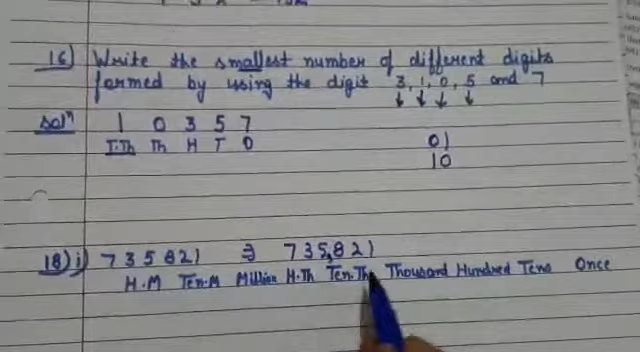 16) Write the smallest number of different digits
formed by using the digit 3, 1, 0, 5 and 7
Solⁿ 1 0 3 5 7
T.Th Th H T O
01
10
18) i) 735821 ⇒ 735,821
H.M Ten.M Million H.Th Ten.Th Thousand Hundred Tens Once